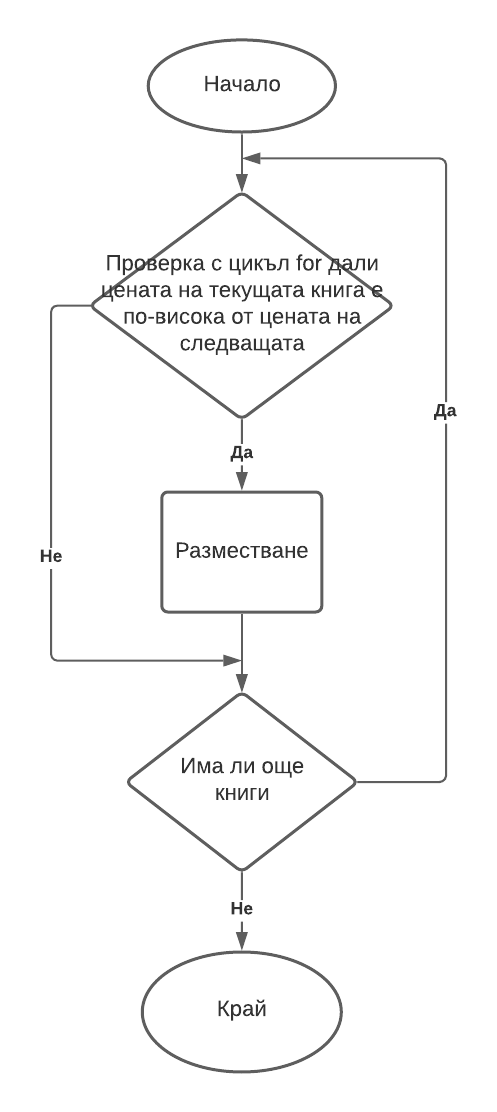 Начало
Проверка с цикъл for дали
цената на текущата книга е
по-висока от цената на
следващата
Да
Да
Разместване
Не
Има ли още
книги
Не
Край